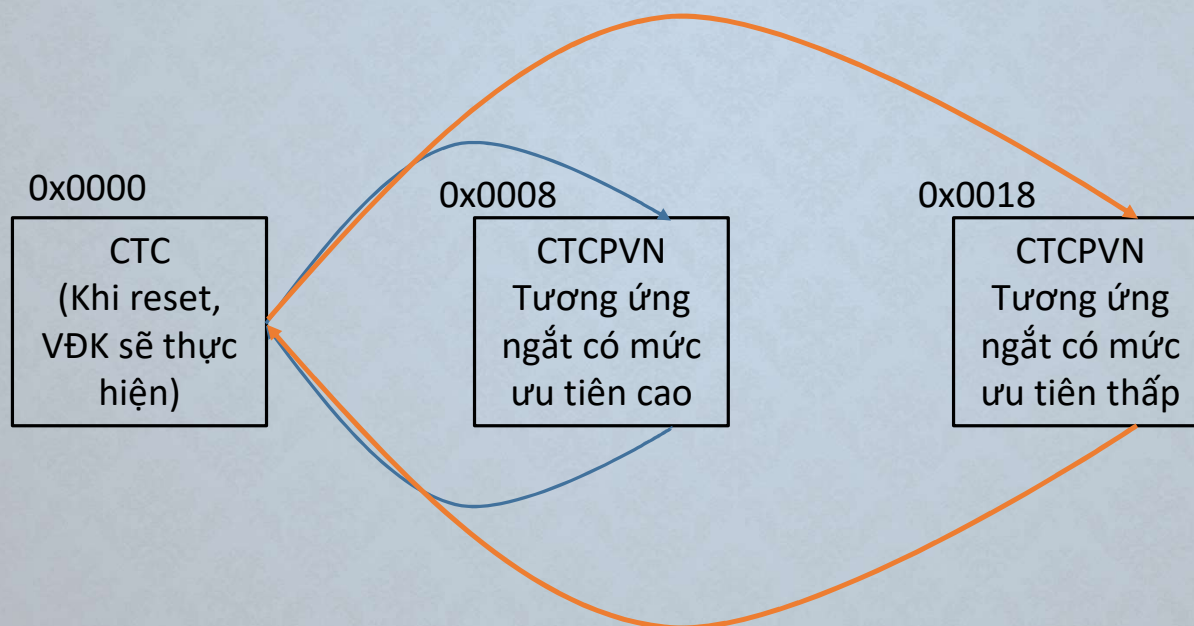 0x0000
CTC
(Khi reset,
VĐK sẽ thực
hiện)
0x0008
CTCPVN
Tương ứng
ngắt có mức
ưu tiên cao
0x0018
CTCPVN
Tương ứng
ngắt có mức
ưu tiên thấp